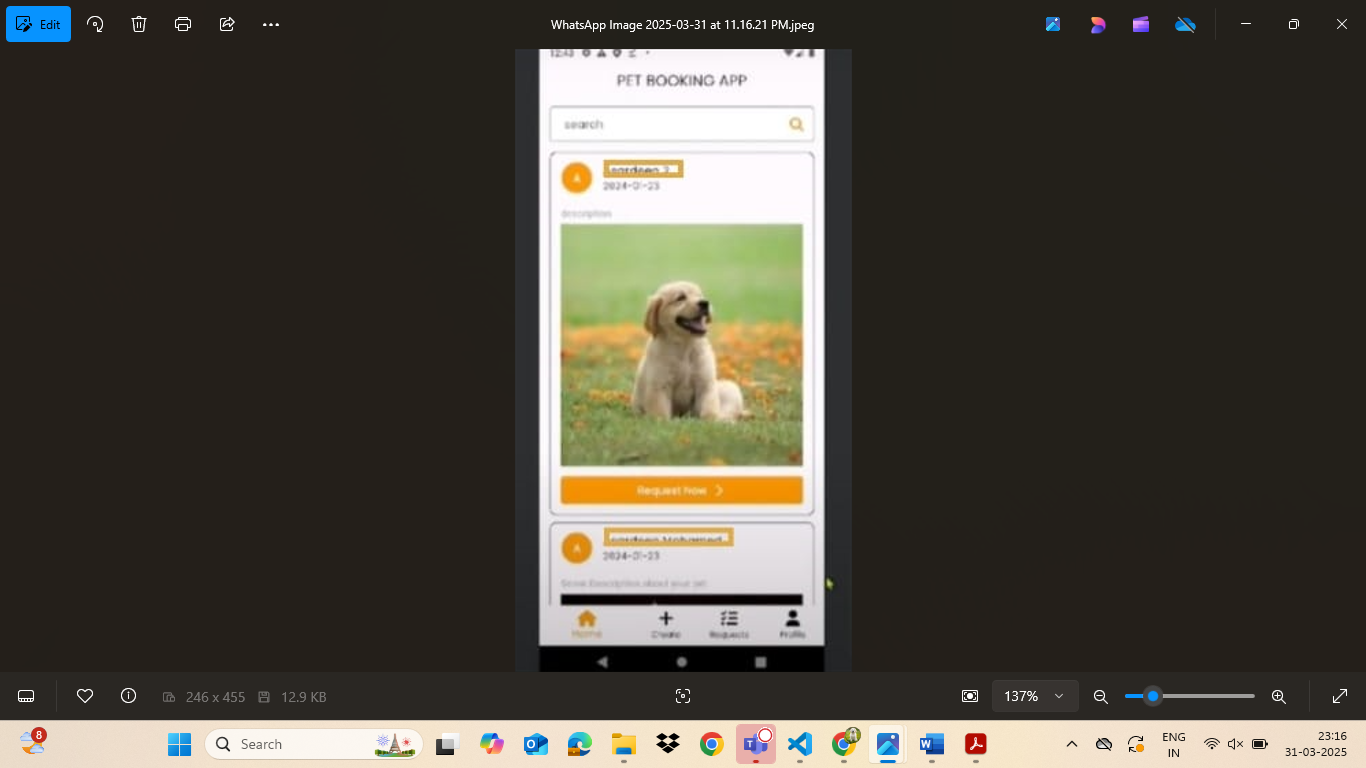 Edit
WhatsApp Image 2025-03-31 at 11.16.21 PM.jpeg
12:43
PET BOOKING APP
search
A
2024-01-23
description
Request Now
A
Mohamed
2024-01-23
Some Description about your pet
Home
Create
Requests
Profile
246 x 455
12.9 KB
137%
8
Search
ENG
IN
23:16
31-03-2025